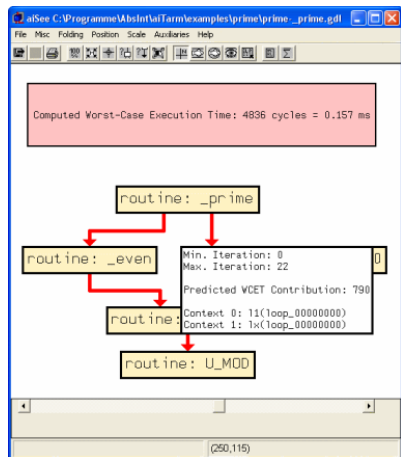 aiSee C:\Programme\AbsInt\aiTarm\examples\prime\prime-_prime.gdl
File Misc Folding Position Scale Auxiliaries Help
Computed Worst-Case Execution Time: 4836 cycles = 0.157 ms
routine: _prime
routine: _even
Min. Iteration: 0
Max. Iteration: 22
Predicted WCET Contribution: 790
Context 0: l1(loop_00000000)
Context 1: lx(loop_00000000)
routine:
routine: U_MOD
(250,115)